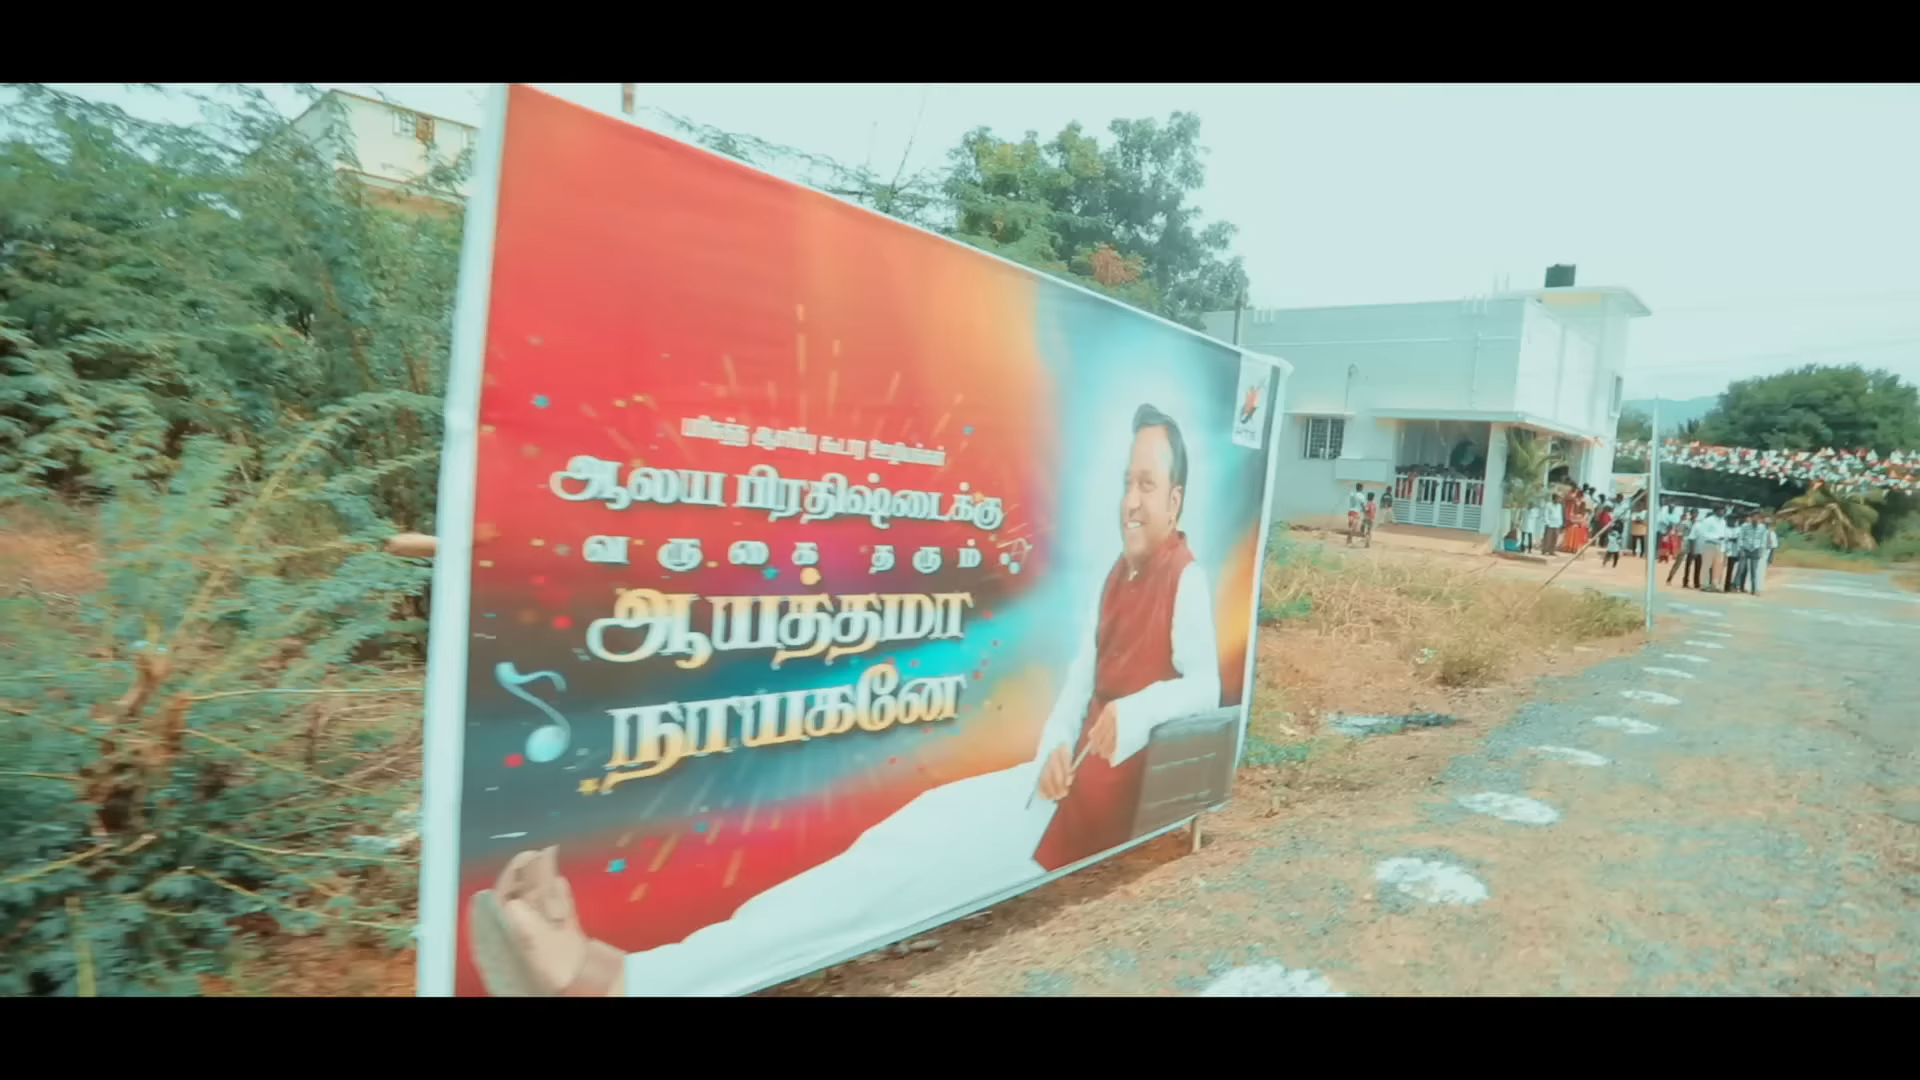 ஆலய பிரதிஷ்டைக்கு
வருகை தரும்
ஆயத்தமா
நாயகனே